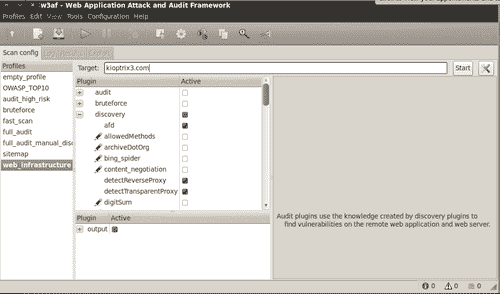 w3af - Web Application Attack and Audit Framework
Profiles Edit View Tools Configuration Help
Scan config
Profiles
empty_profile
OWASP_TOP10
audit_high_risk
bruteforce
fast_scan
full_audit
full_audit_manual_disc
sitemap
web_infrastructure
Target: kioptrix3.com
Start
Plugin Active
audit
bruteforce
discovery
afd
allowedMethods
archiveDotOrg
bing_spider
content_negotiation
detectReverseProxy
detectTransparentProxy
digitSum
Plugin Active
output
Audit plugins use the knowledge created by discovery plugins to
find vulnerabilities on the remote web application and web server.
0 0 0